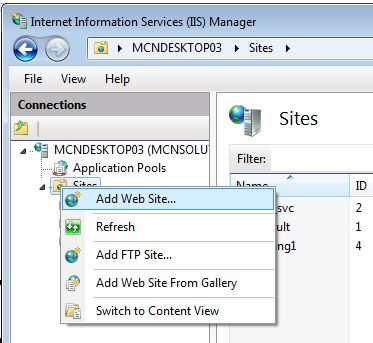 Internet Information Services (IIS) Manager
MCNDESKTOP03 Sites
File View Help
Connections
MCNDESKTOP03 (MCNSOLU
Application Pools
Sites
Add Web Site...
Refresh
Add FTP Site...
Add Web Site From Gallery
Switch to Content View
Sites
Filter:
Name ID
svc 2
ult 1
ng1 4